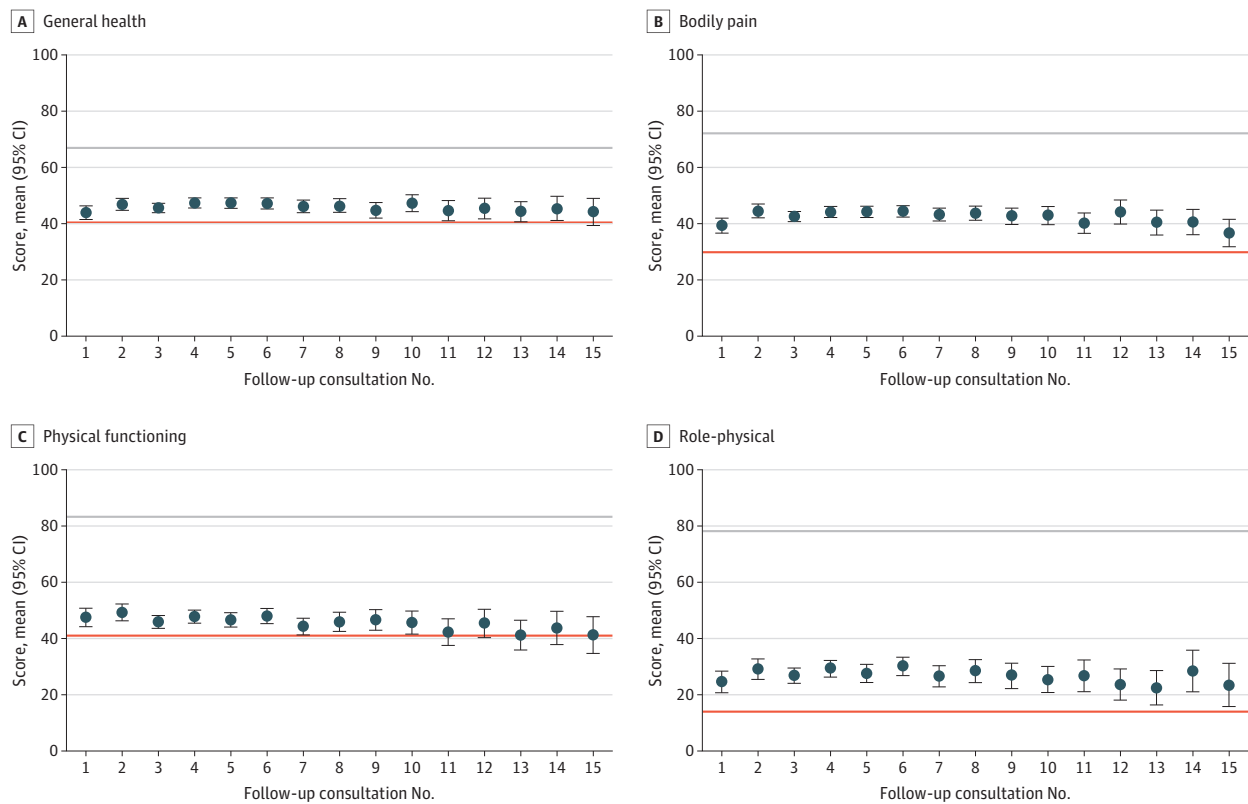 A General health
100
80
60
40
20
0
Score, mean (95% CI)
1 2 3 4 5 6 7 8 9 10 11 12 13 14 15
Follow-up consultation No.
B Bodily pain
100
80
60
40
20
0
Score, mean (95% CI)
1 2 3 4 5 6 7 8 9 10 11 12 13 14 15
Follow-up consultation No.
C Physical functioning
100
80
60
40
20
0
Score, mean (95% CI)
1 2 3 4 5 6 7 8 9 10 11 12 13 14 15
Follow-up consultation No.
D Role-physical
100
80
60
40
20
0
Score, mean (95% CI)
1 2 3 4 5 6 7 8 9 10 11 12 13 14 15
Follow-up consultation No.